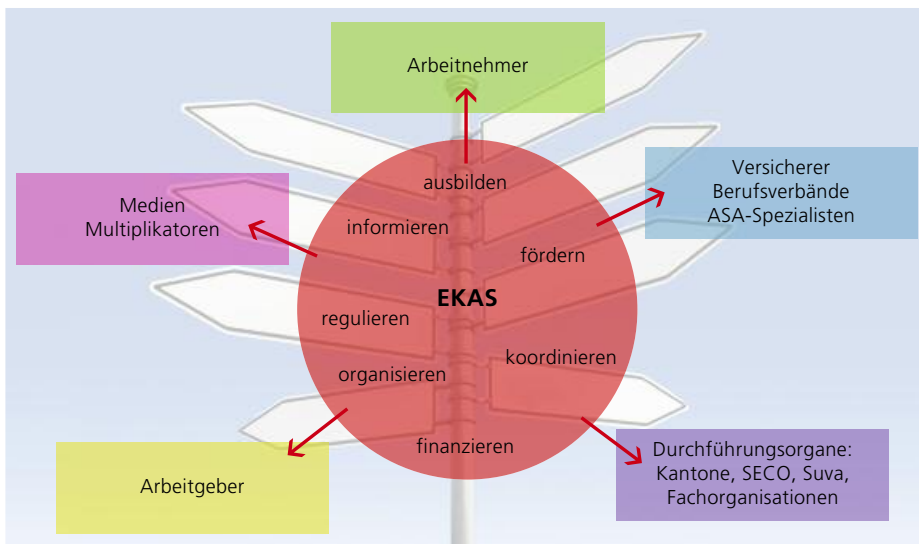 Arbeitnehmer
ausbilden
informieren
fördern
EKAS
regulieren
koordinieren
organisieren
finanzieren
Medien
Multiplikatoren
Versicherer
Berufsverbände
ASA-Spezialisten
Arbeitgeber
Durchführungsorgane:
Kantone, SECO, Suva,
Fachorganisationen